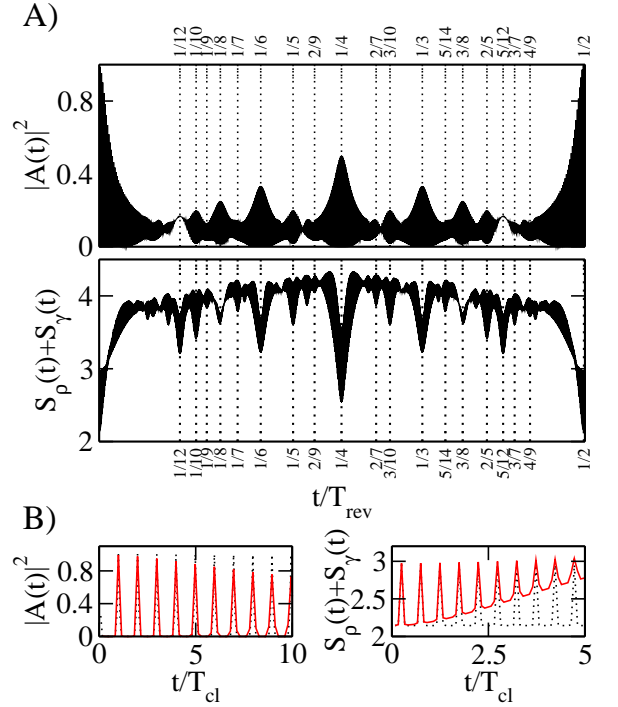 A)
1/12 1/10 1/9 1/8 1/7 1/6 1/5 2/9 1/4 2/7 3/10 1/3 5/14 3/8 2/5 5/12 3/7 4/9 1/2
|A(t)|²
0.8
0.4
0
S_ρ(t)+S_γ(t)
4
3
2
1/12 1/10 1/9 1/8 1/7 1/6 1/5 2/9 1/4 2/7 3/10 1/3 5/14 3/8 2/5 5/12 3/7 4/9 1/2
t/T_rev
B)
|A(t)|²
0.8
0.4
0
0 5 10
t/T_cl
S_ρ(t)+S_γ(t)
3
2.5
2
0 2.5 5
t/T_cl